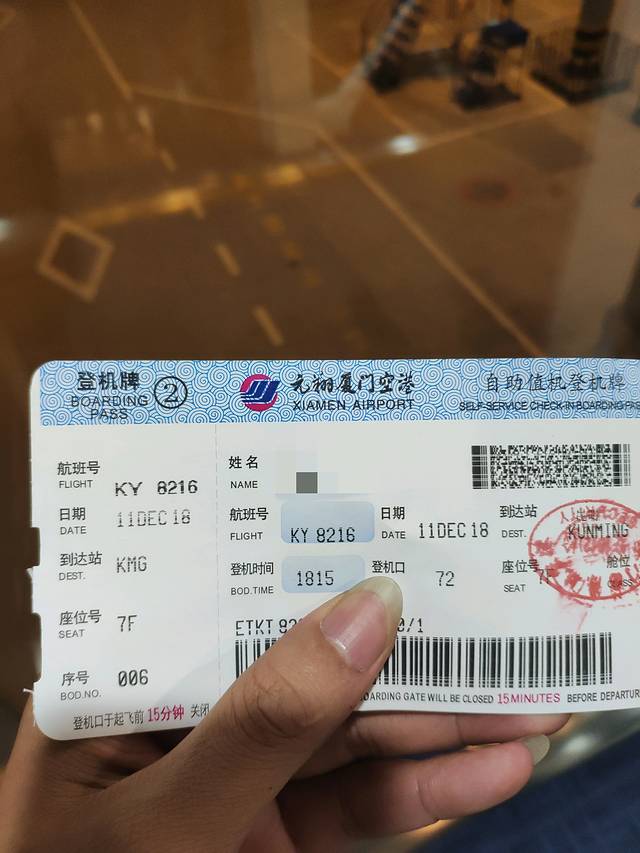 登机牌 ②
BOARDING PASS
元翔厦门空港
XIAMEN AIRPORT
自助值机登机牌
SELF-SERVICE CHECK-IN BOARDING
航班号
FLIGHT KY 8216
日期
DATE 11DEC18
到达站
DEST. KMG
座位号
SEAT 7F
序号
BOD.NO. 006
登机口于起飞前 15分钟 关闭
姓名
NAME
航班号
FLIGHT KY 8216
日期
DATE 11DEC18
到达站
DEST. KUNMING
登机时间
BOD.TIME 1815
登机口
72
座位号
SEAT 7F
舱位
CLASS
ETKT
0/1
GATE WILL BE CLOSED 15MINUTES BEFORE